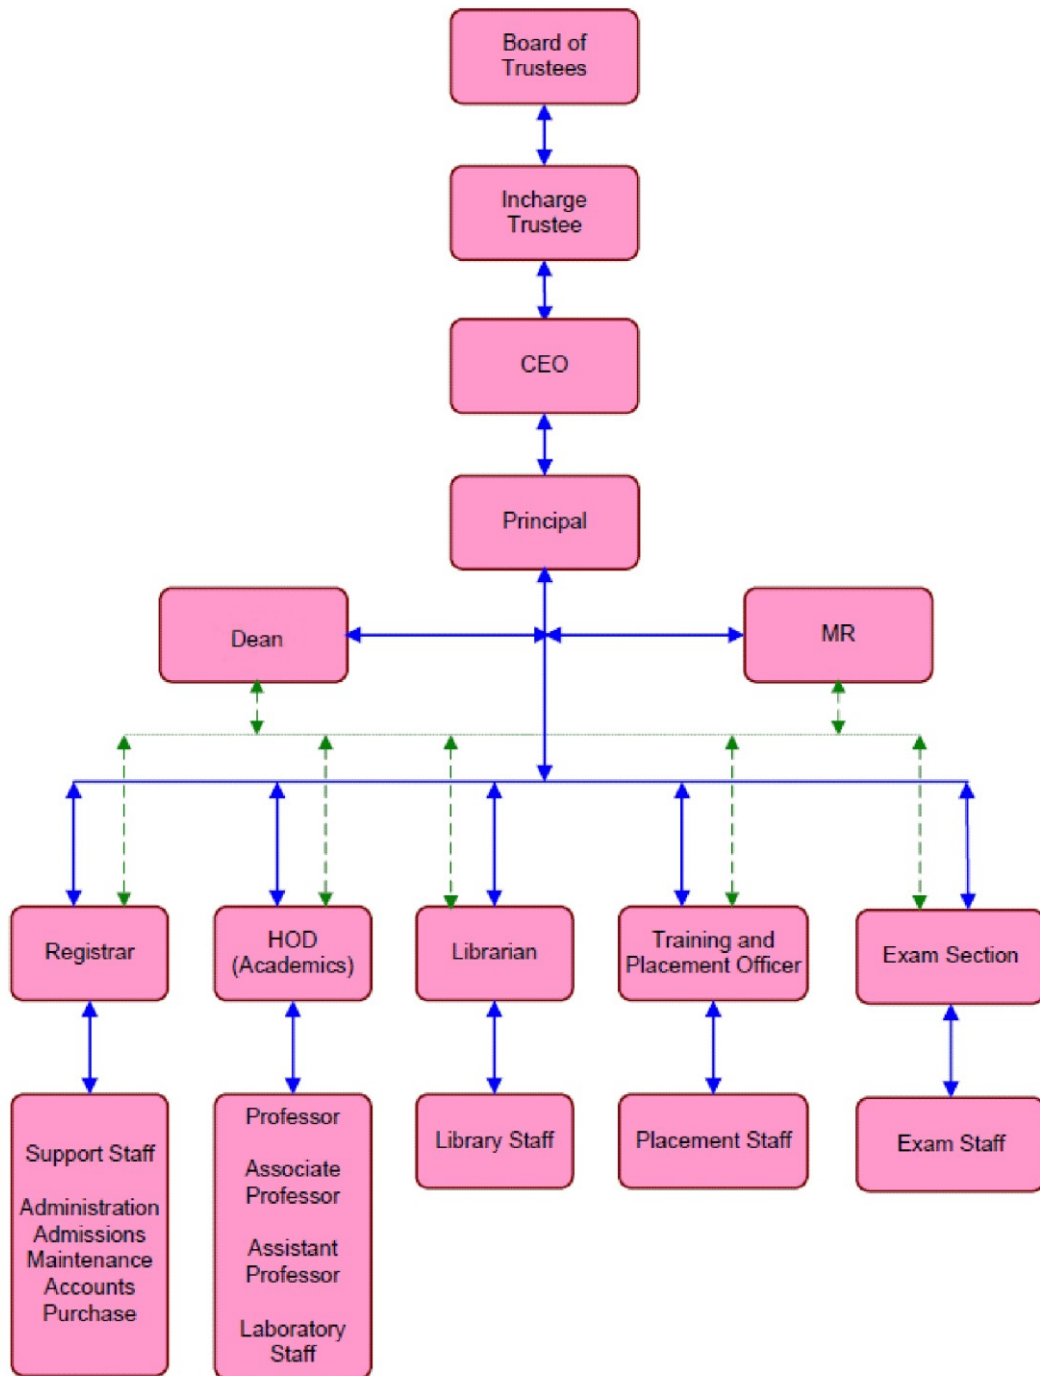 Board of
Trustees
Incharge
Trustee
CEO
Principal
Dean
MR
Registrar
HOD
(Academics)
Librarian
Training and
Placement Officer
Exam Section
Support Staff
Administration
Admissions
Maintenance
Accounts
Purchase
Professor
Associate
Professor
Assistant
Professor
Laboratory
Staff
Library Staff
Placement Staff
Exam Staff